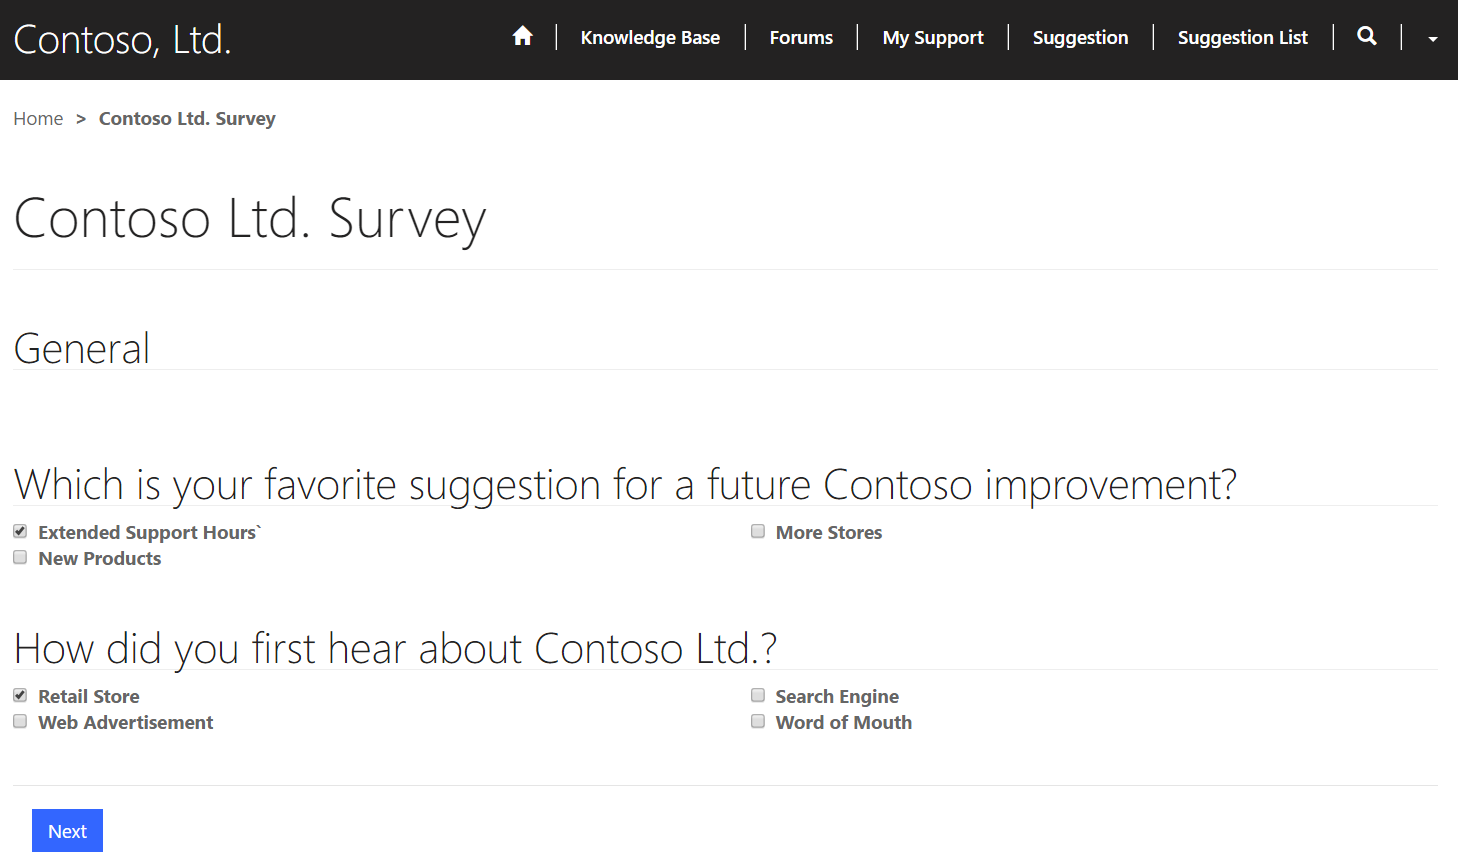 Contoso, Ltd.
Knowledge Base
Forums
My Support
Suggestion
Suggestion List
Home > Contoso Ltd. Survey
Contoso Ltd. Survey
General
Which is your favorite suggestion for a future Contoso improvement?
Extended Support Hours`
More Stores
New Products
How did you first hear about Contoso Ltd.?
Retail Store
Search Engine
Web Advertisement
Word of Mouth
Next